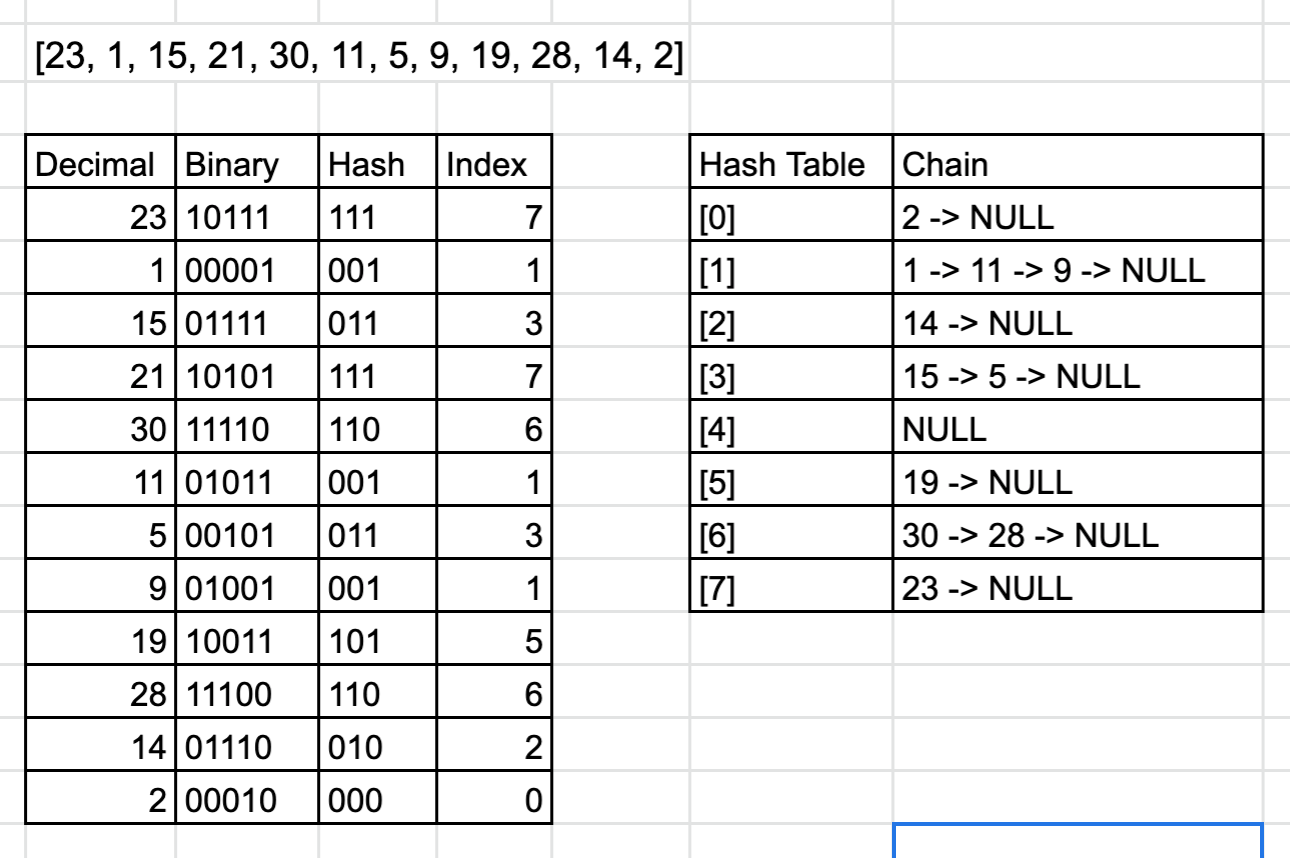 [23, 1, 15, 21, 30, 11, 5, 9, 19, 28, 14, 2]
Decimal Binary Hash Index Hash Table Chain
23 10111 111 7 [0] 2 -> NULL
1 00001 001 1 [1] 1 -> 11 -> 9 -> NULL
15 01111 011 3 [2] 14 -> NULL
21 10101 111 7 [3] 15 -> 5 -> NULL
30 11110 110 6 [4] NULL
11 01011 001 1 [5] 19 -> NULL
5 00101 011 3 [6] 30 -> 28 -> NULL
9 01001 001 1 [7] 23 -> NULL
19 10011 101 5
28 11100 110 6
14 01110 010 2
2 00010 000 0